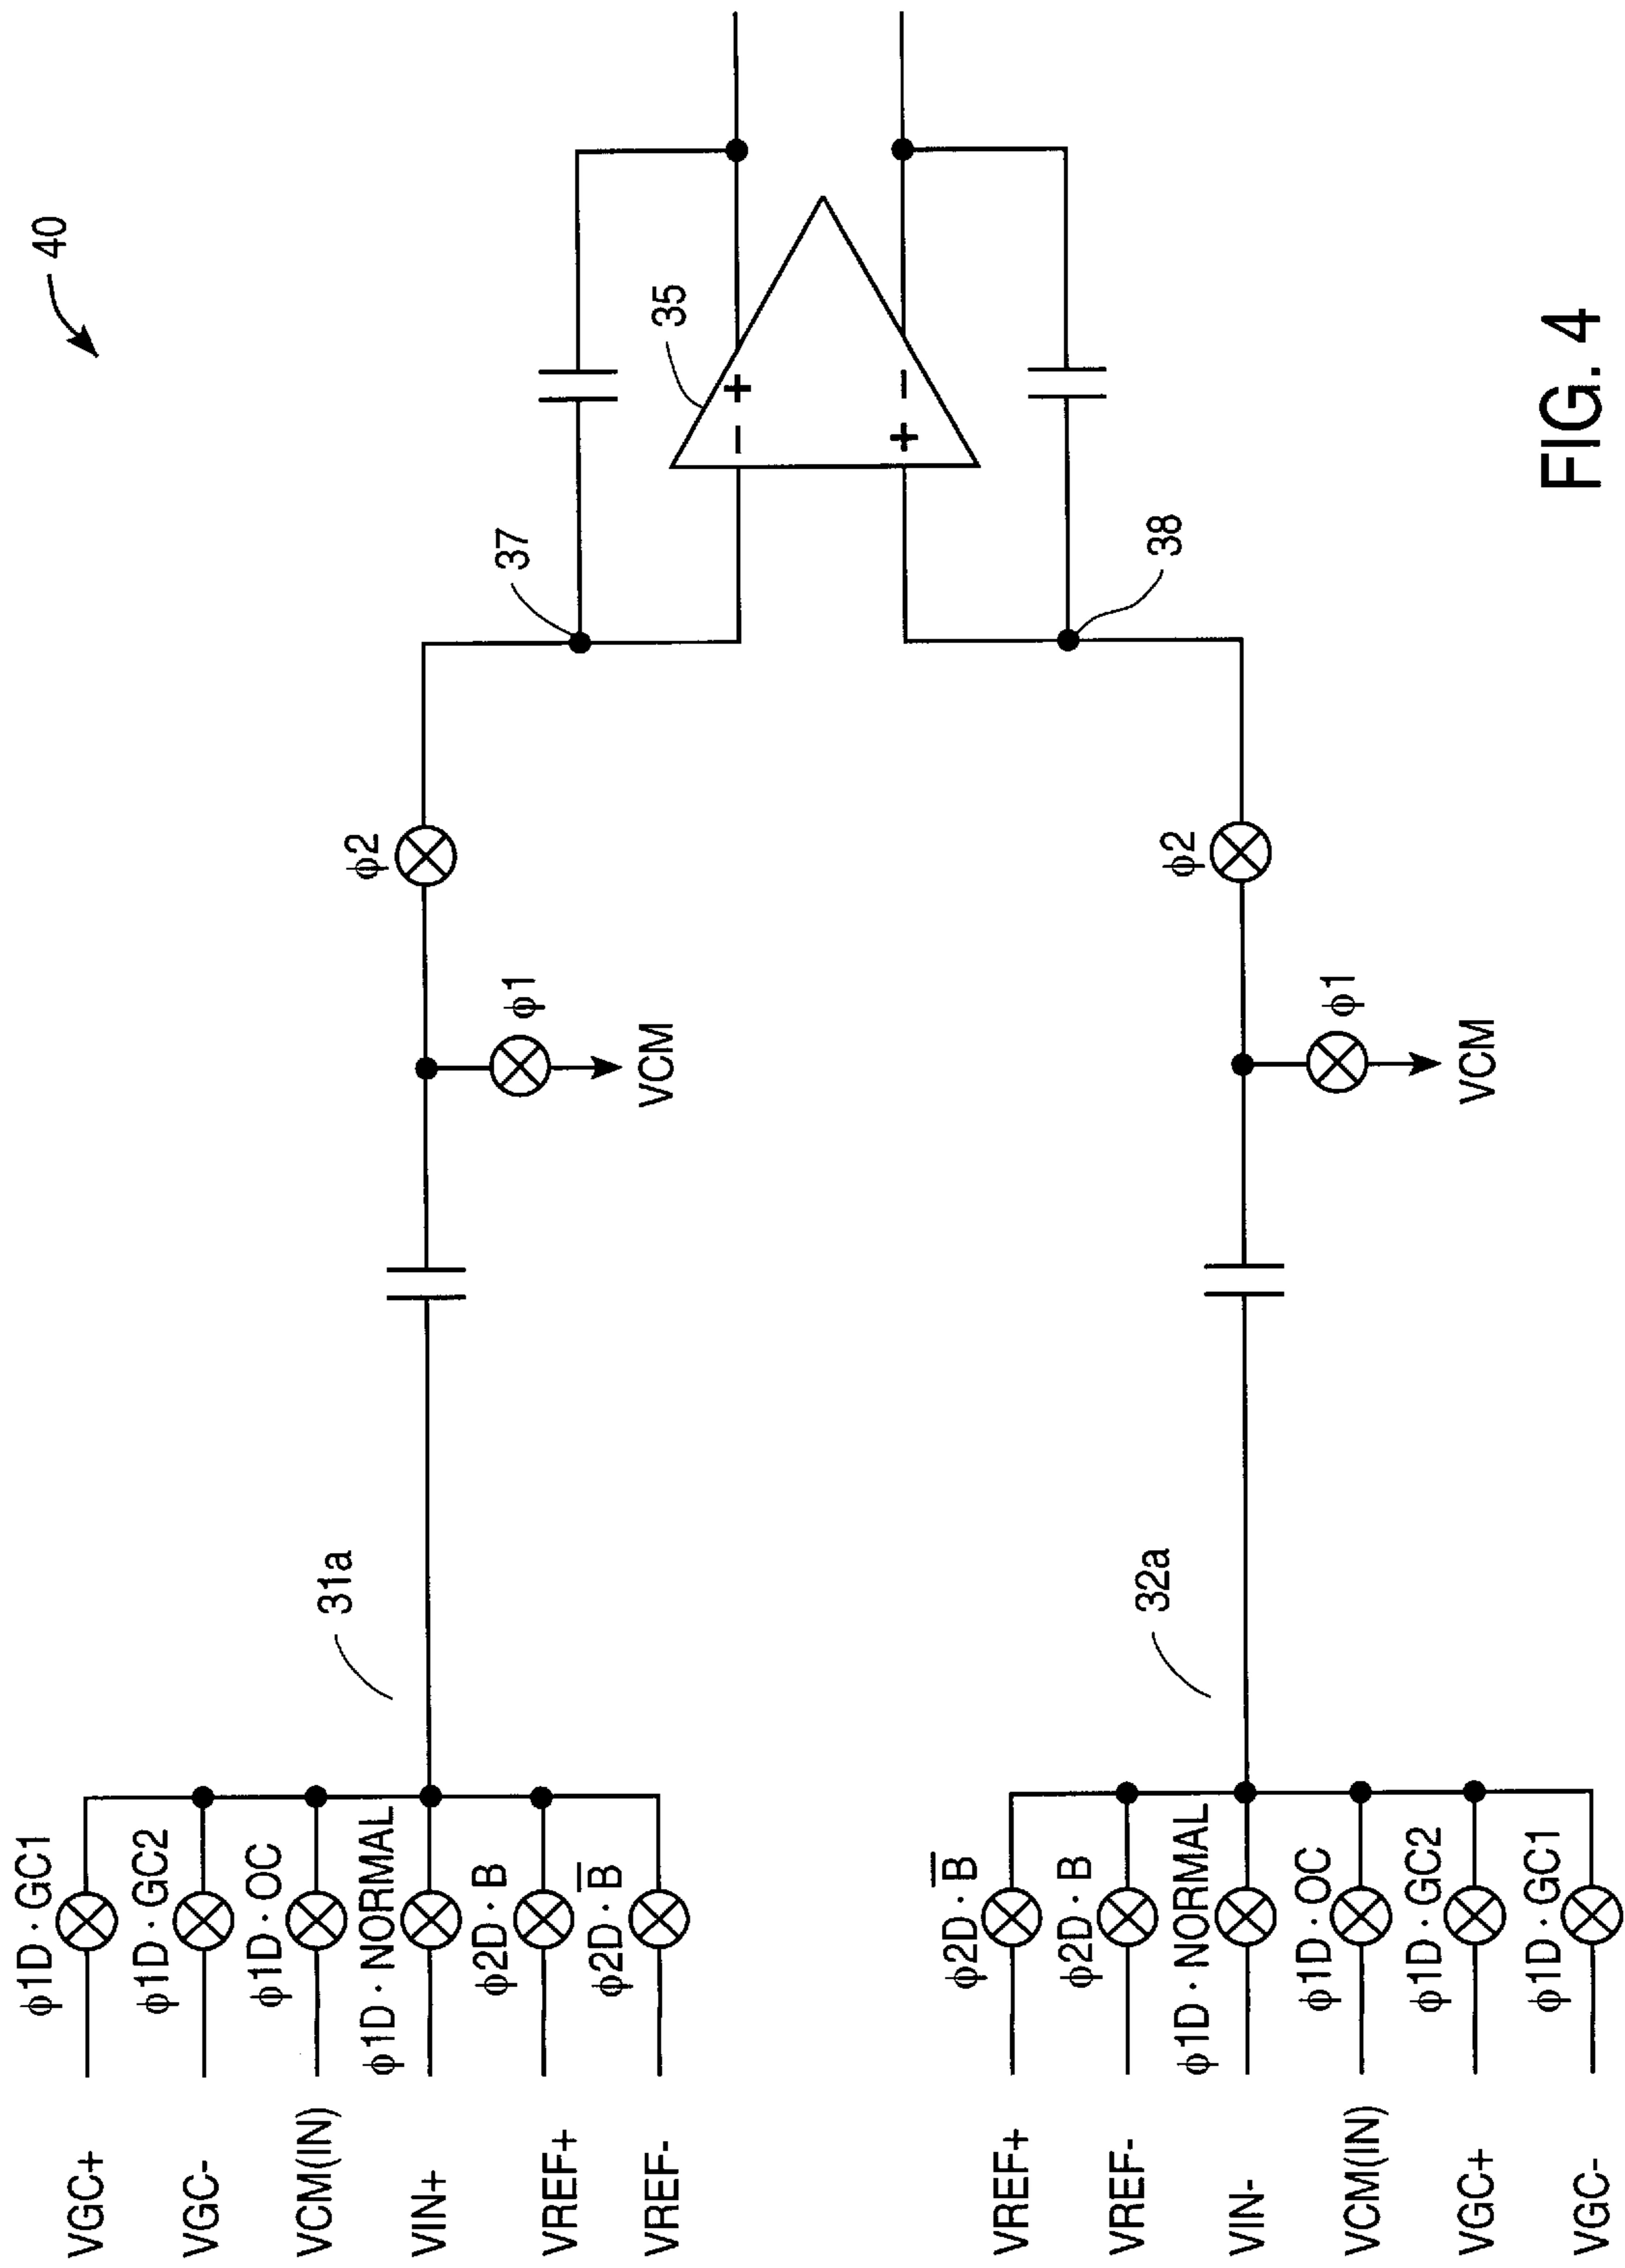 40
VGC+ ϕ1D · GC1
VGC- ϕ1D · GC2
VCM(IN) ϕ1D · OC
VIN+ ϕ1D · NORMAL
VREF+ ϕ2D · B
VREF- ϕ2D · B̅
31a
ϕ1
VCM
ϕ2
37
35
- +
+ -
38
VREF+ ϕ2D · B̅
VREF- ϕ2D · B
VIN- ϕ1D · NORMAL
VCM(IN) ϕ1D · OC
VGC+ ϕ1D · GC2
VGC- ϕ1D · GC1
32a
ϕ1
VCM
ϕ2
FIG. 4